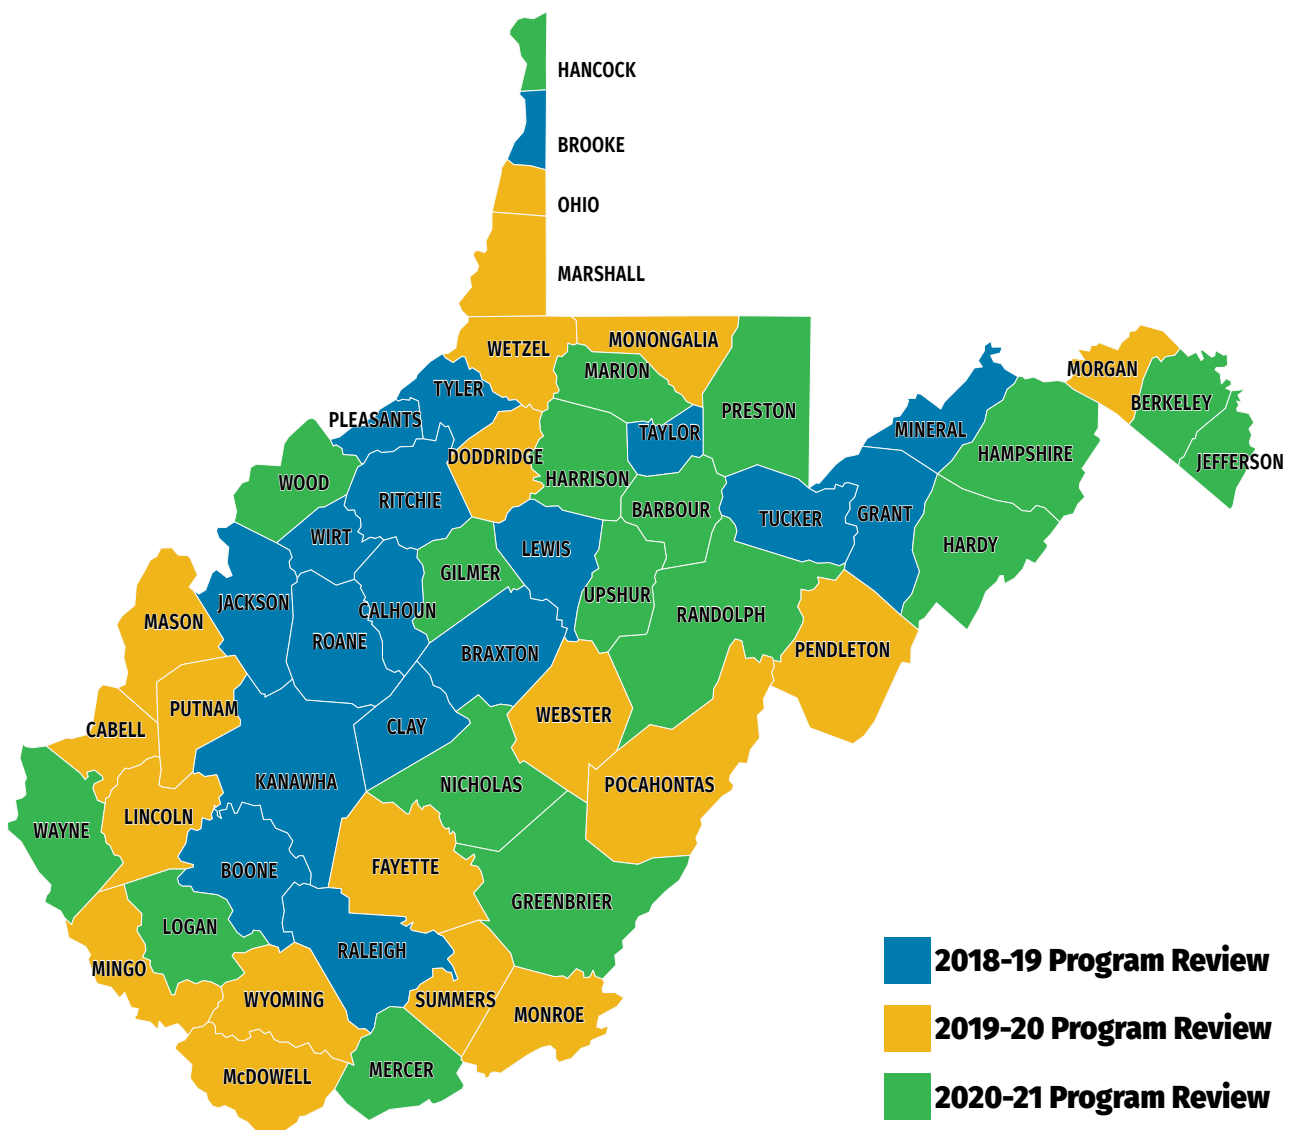 HANCOCK
BROOKE
OHIO
MARSHALL
WETZEL
MONONGALIA
MARION
TYLER
PLEASANTS
PRESTON
TAYLOR
DODDRIDGE
HARRISON
WOOD
RITCHIE
BARBOUR
WIRT
LEWIS
TUCKER
GRANT
MINERAL
HAMPSHIRE
MORGAN
BERKELEY
JEFFERSON
HARDY
GILMER
UPSHUR
RANDOLPH
JACKSON
CALHOUN
MASON
ROANE
BRAXTON
PENDLETON
PUTNAM
CABELL
CLAY
WEBSTER
KANAWHA
NICHOLAS
POCAHONTAS
LINCOLN
WAYNE
BOONE
FAYETTE
GREENBRIER
LOGAN
RALEIGH
MINGO
WYOMING
SUMMERS
MONROE
McDOWELL
MERCER
2018-19 Program Review
2019-20 Program Review
2020-21 Program Review